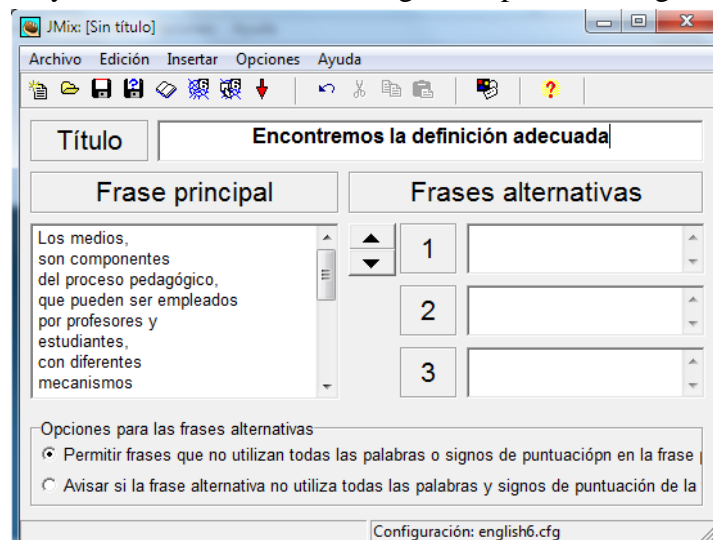 JMix: [Sin título]
Archivo Edición Insertar Opciones Ayuda
Título
Encontremos la definición adecuada
Frase principal
Frases alternativas
Los medios,
son componentes
del proceso pedagógico,
que pueden ser empleados
por profesores y
estudiantes,
con diferentes
mecanismos
1
2
3
Opciones para las frases alternativas
Permitir frases que no utilizan todas las palabras o signos de puntuaciópn en la frase
Avisar si la frase alternativa no utiliza todas las palabras y signos de puntuación de la
Configuración: english6.cfg